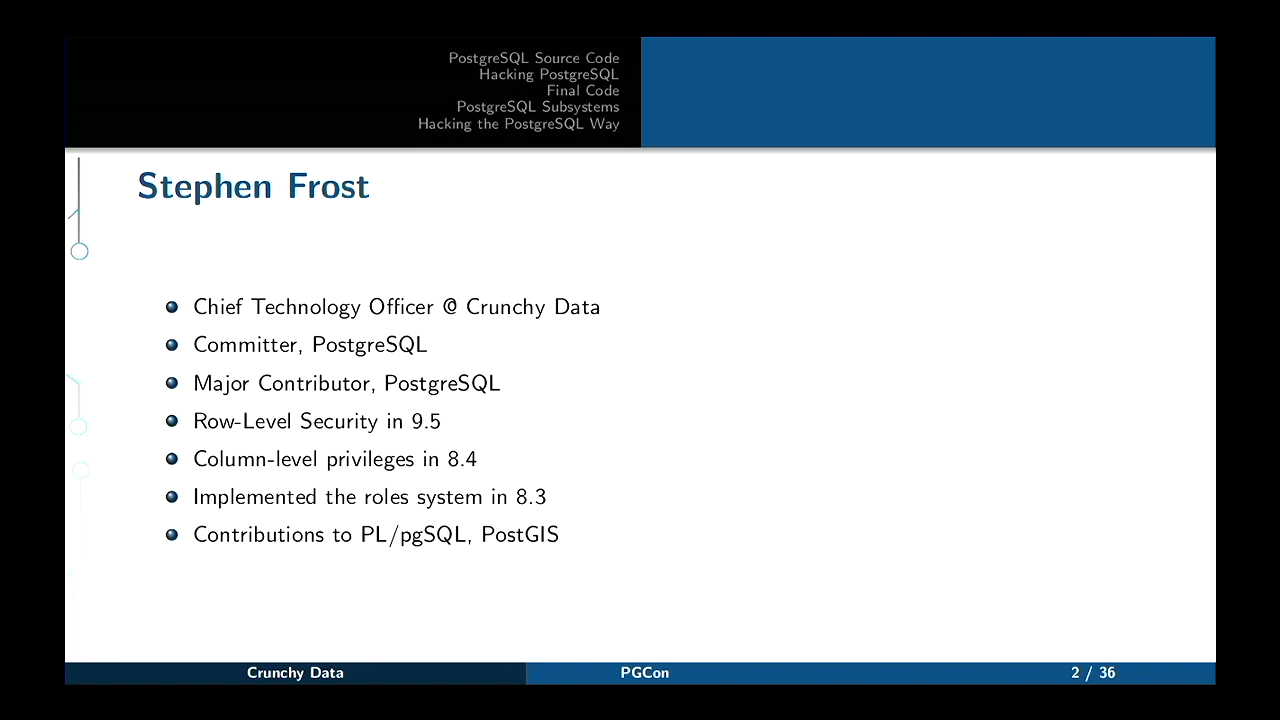 PostgreSQL Source Code
Hacking PostgreSQL
Final Code
PostgreSQL Subsystems
Hacking the PostgreSQL Way
Stephen Frost
Chief Technology Officer @ Crunchy Data
Committer, PostgreSQL
Major Contributor, PostgreSQL
Row-Level Security in 9.5
Column-level privileges in 8.4
Implemented the roles system in 8.3
Contributions to PL/pgSQL, PostGIS
Crunchy Data
PGCon
2 / 36